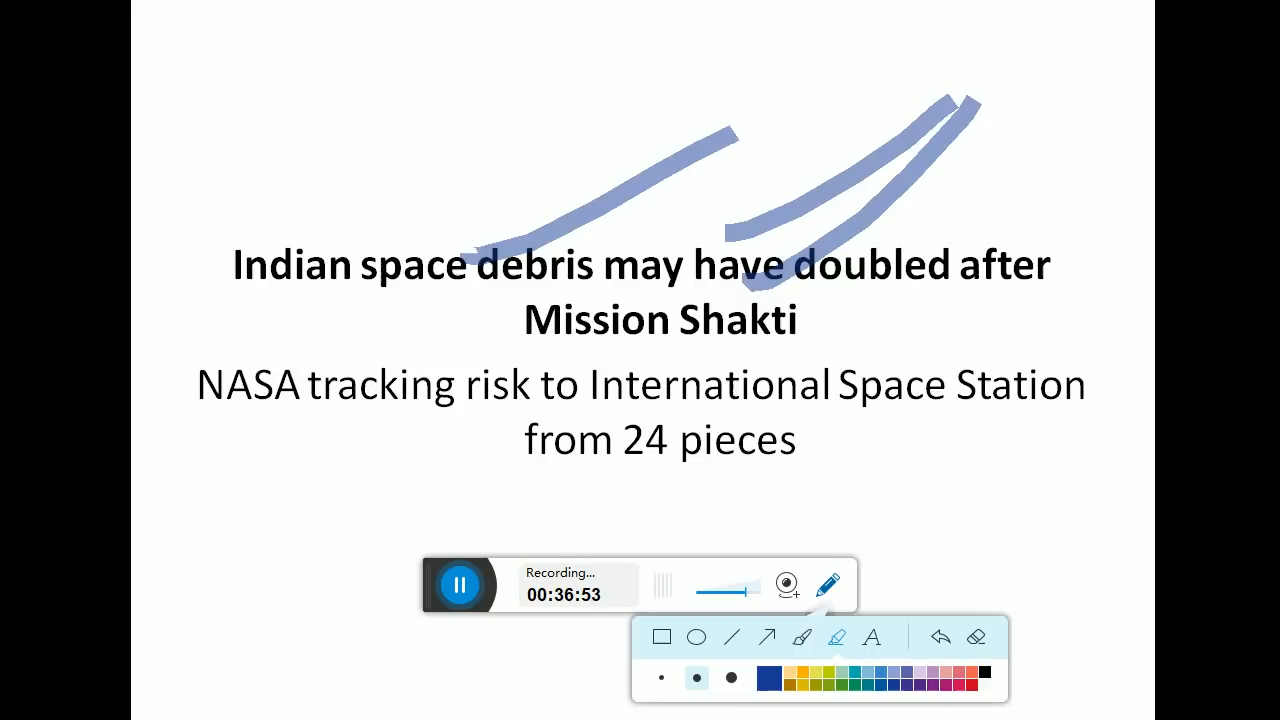 Indian space debris may have doubled after
Mission Shakti
NASA tracking risk to International Space Station
from 24 pieces
Recording...
00:36:53
A